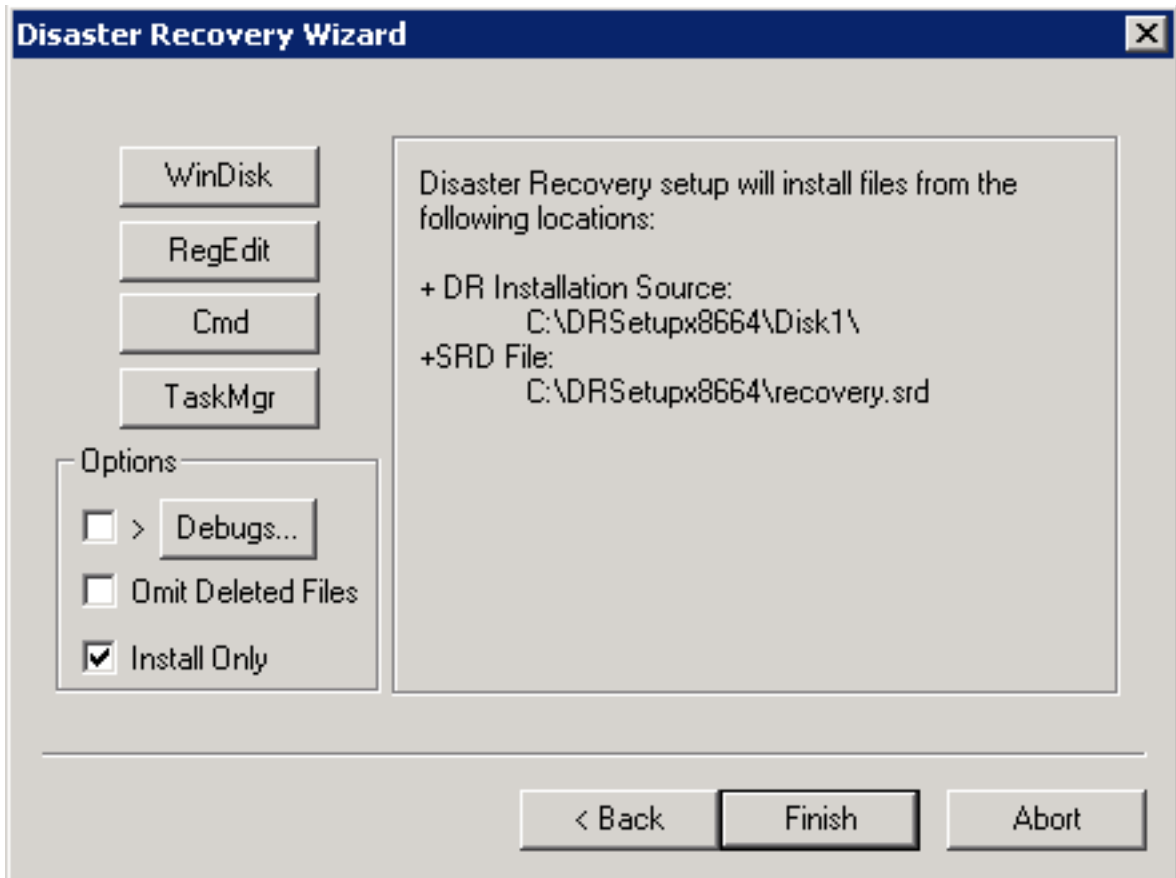 Disaster Recovery Wizard
WinDisk
RegEdit
Cmd
TaskMgr
Options
> Debugs...
Omit Deleted Files
Install Only
Disaster Recovery setup will install files from the
following locations:
+ DR Installation Source:
C:\DRSetupx8664\Disk1\
+SRD File:
C:\DRSetupx8664\recovery.srd
< Back
Finish
Abort